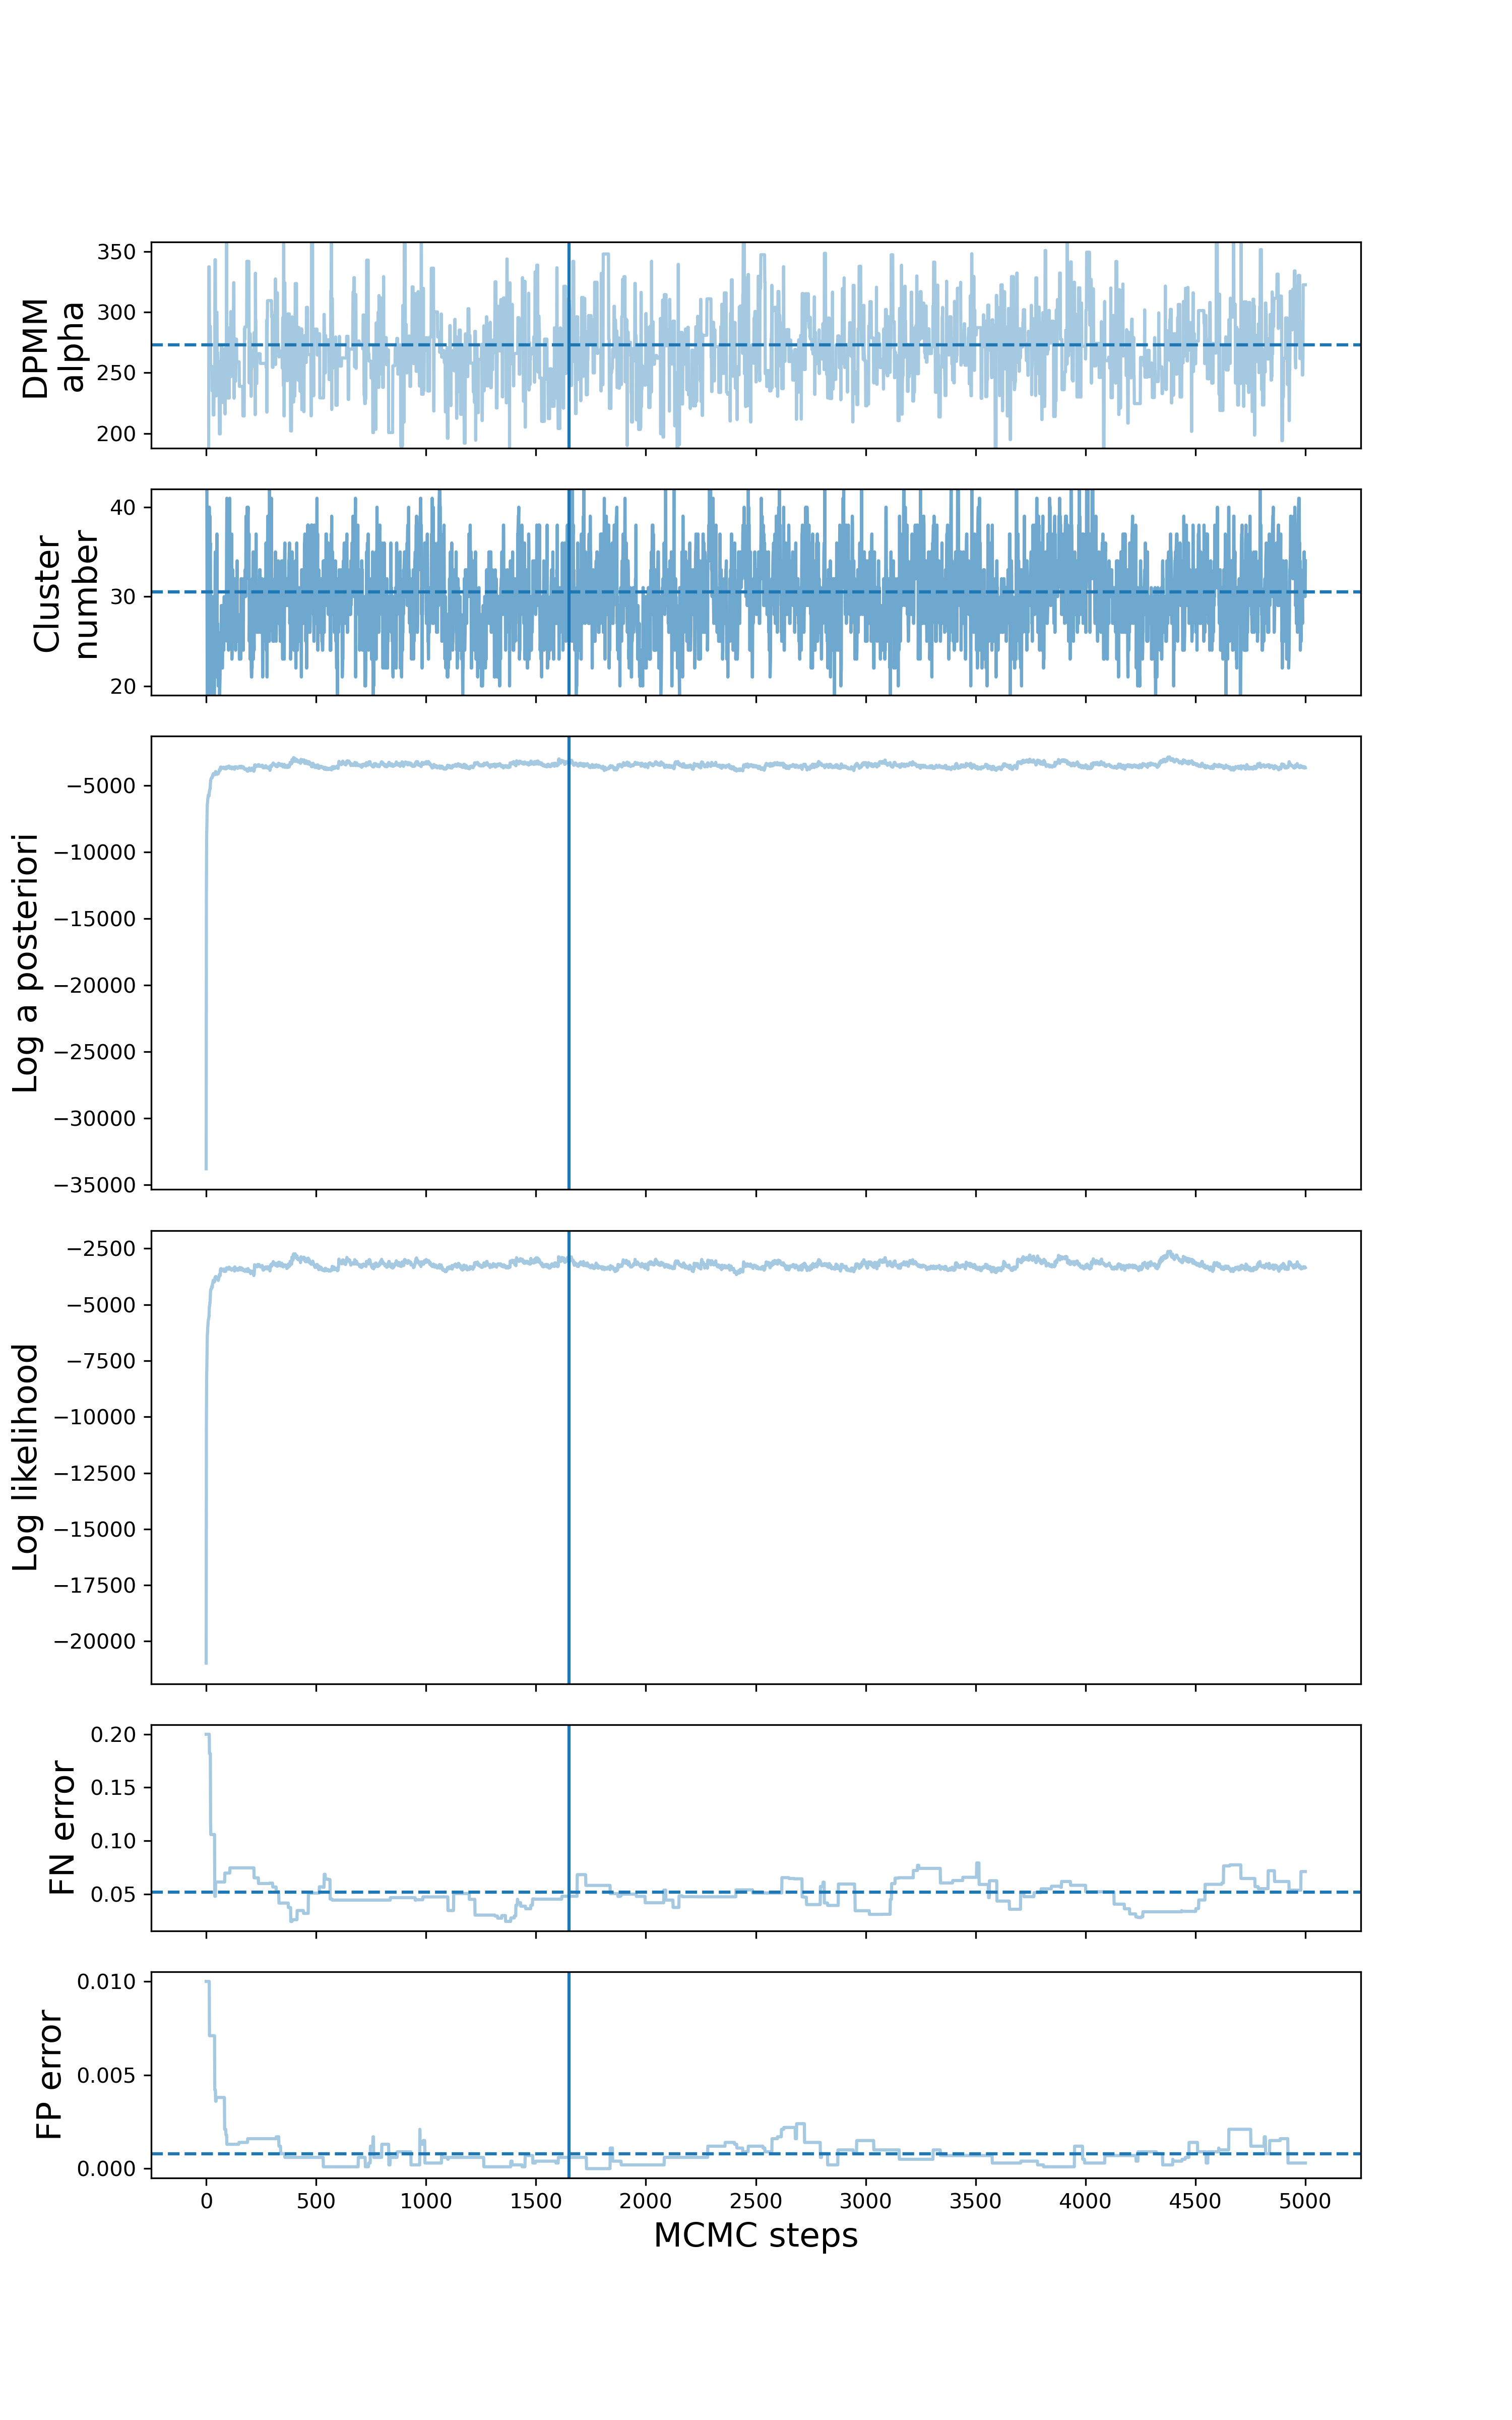 DPMM
alpha
350
300
250
200
Cluster
number
40
30
20
Log a posteriori
−5000
−10000
−15000
−20000
−25000
−30000
−35000
Log likelihood
−2500
−5000
−7500
−10000
−12500
−15000
−17500
−20000
FN error
0.20
0.15
0.10
0.05
FP error
0.010
0.005
0.000
0 500 1000 1500 2000 2500 3000 3500 4000 4500 5000
MCMC steps